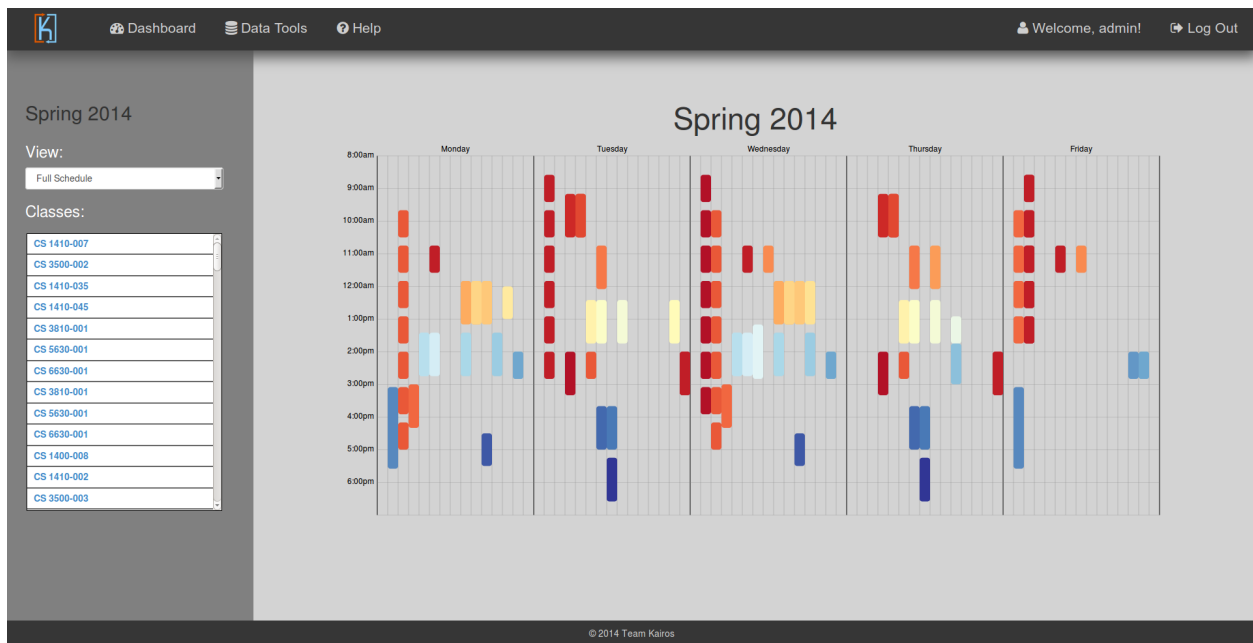 K Dashboard Data Tools Help Welcome, admin! Log Out
Spring 2014
View:
Full Schedule
Classes:
CS 1410-007
CS 3500-002
CS 1410-035
CS 1410-045
CS 3810-001
CS 5630-001
CS 6630-001
CS 3810-001
CS 5630-001
CS 6630-001
CS 1400-008
CS 1410-002
CS 3500-003
Spring 2014
Monday Tuesday Wednesday Thursday Friday
8:00am
9:00am
10:00am
11:00am
12:00am
1:00pm
2:00pm
3:00pm
4:00pm
5:00pm
6:00pm
© 2014 Team Kairos